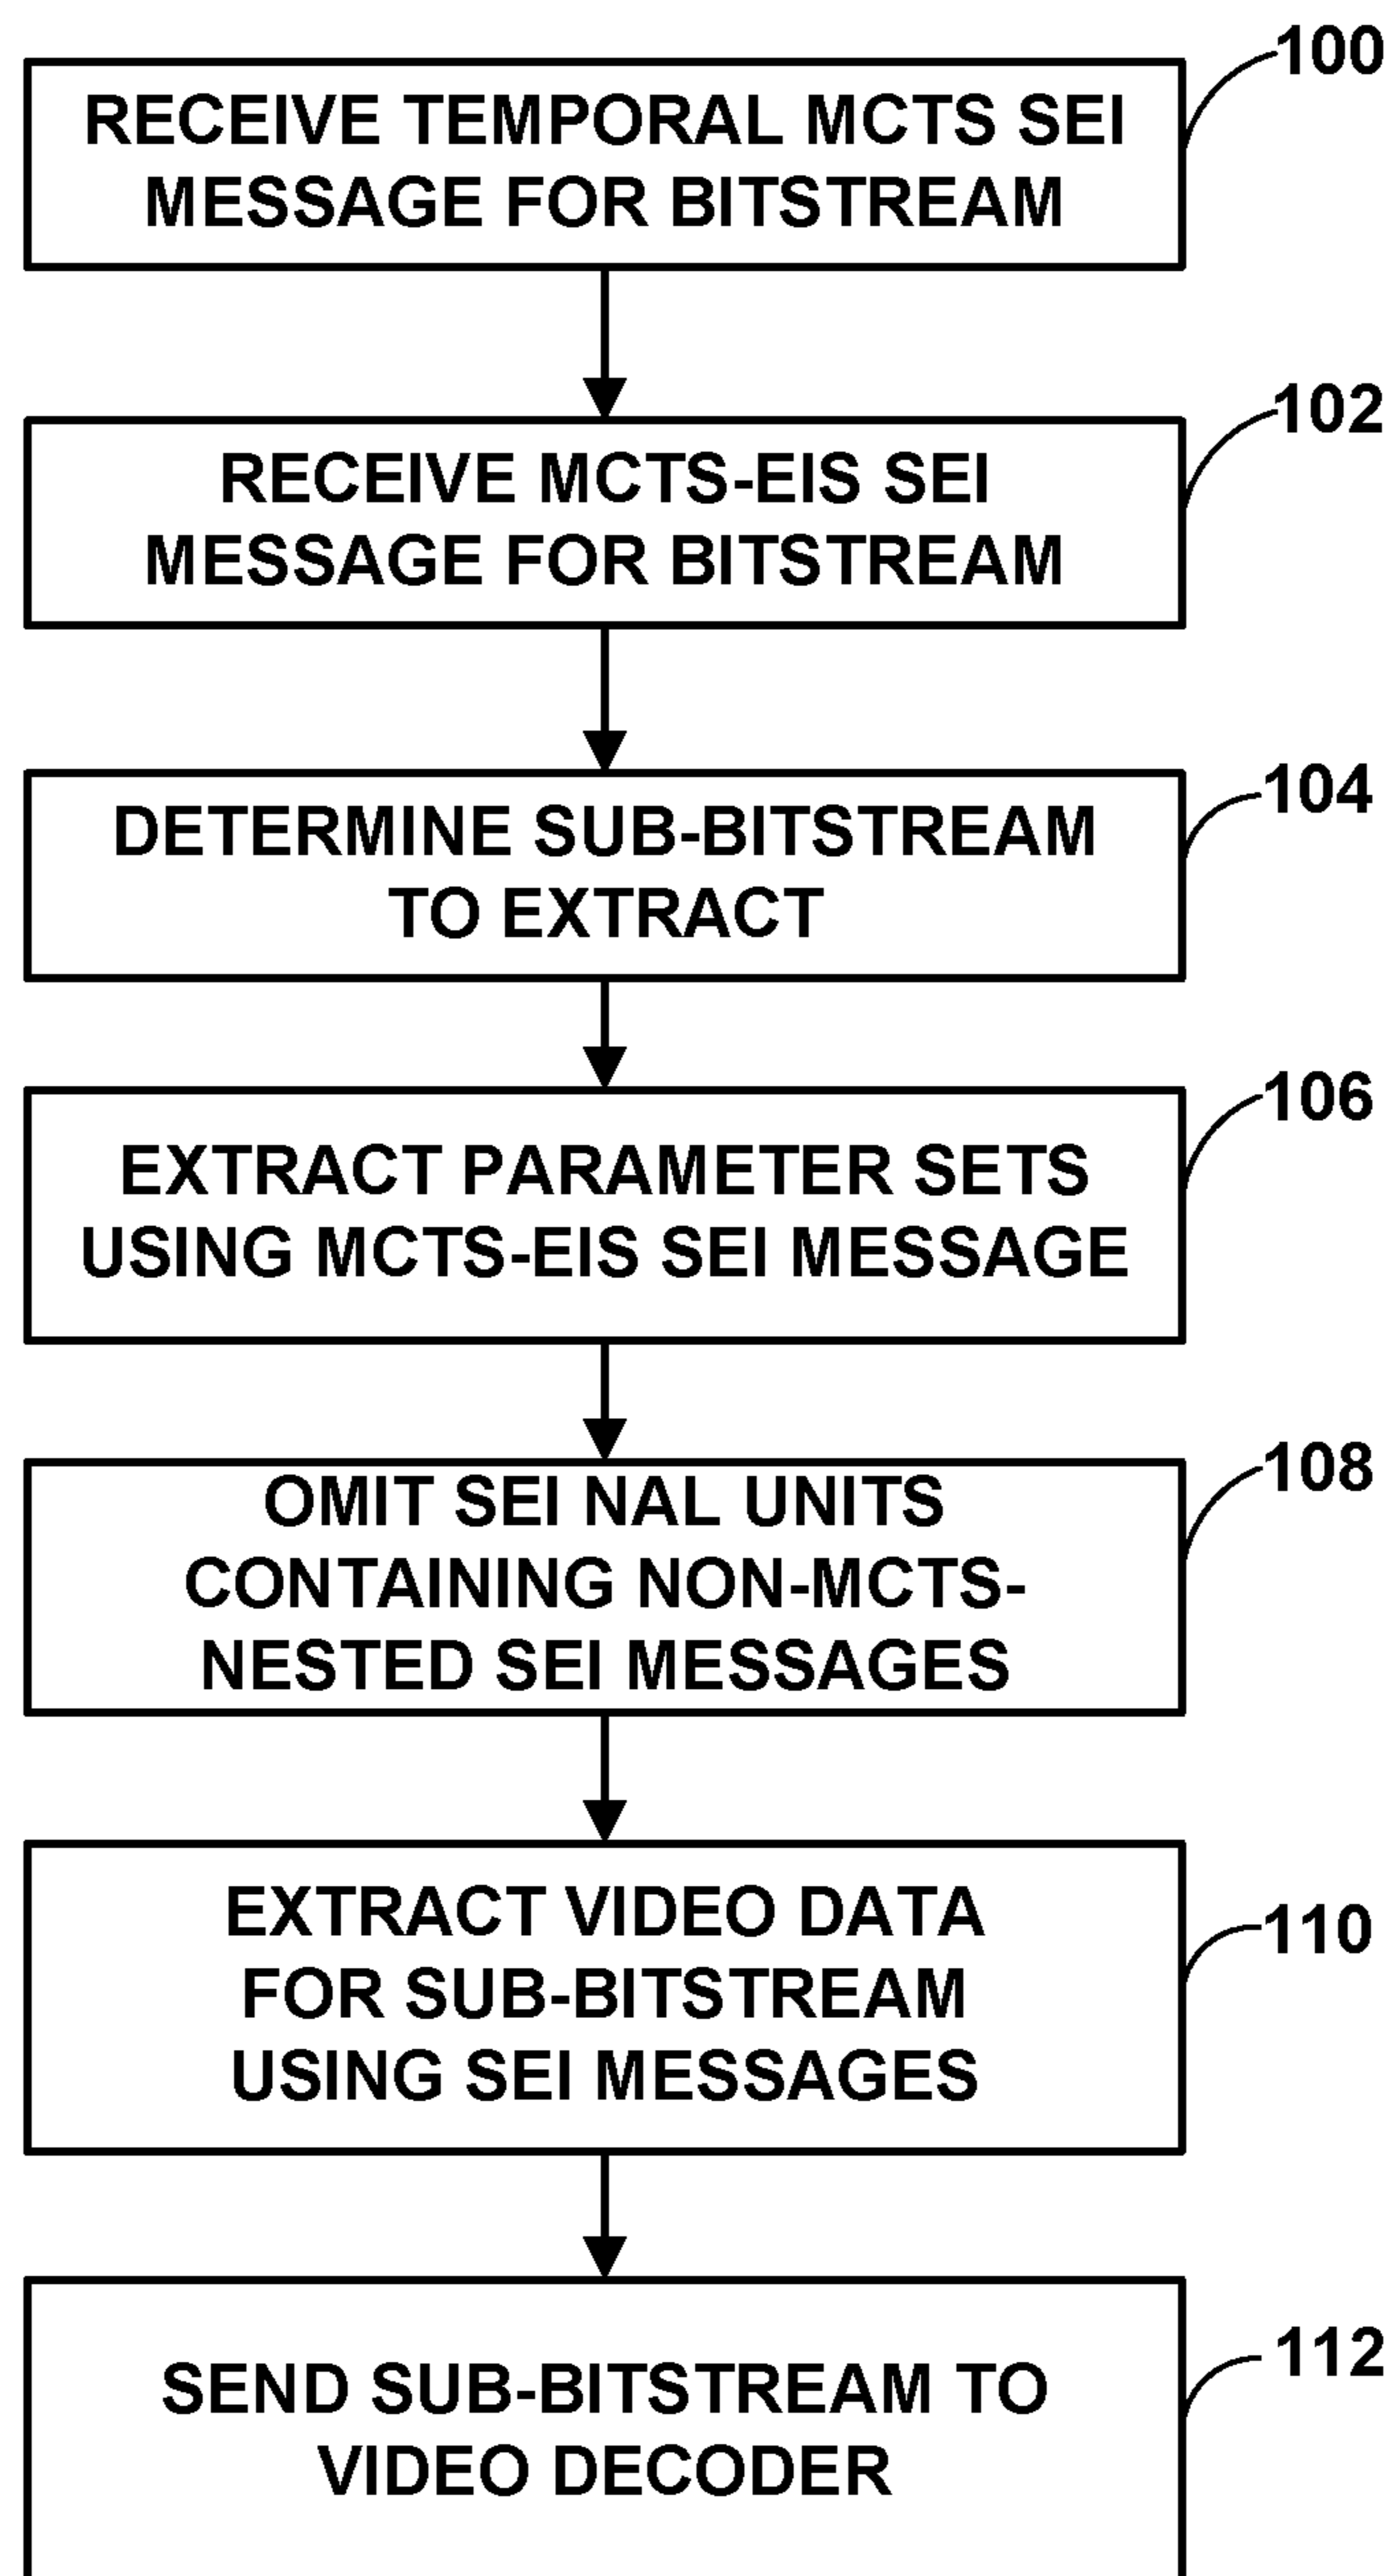 100
RECEIVE TEMPORAL MCTS SEI
MESSAGE FOR BITSTREAM
102
RECEIVE MCTS-EIS SEI
MESSAGE FOR BITSTREAM
104
DETERMINE SUB-BITSTREAM
TO EXTRACT
106
EXTRACT PARAMETER SETS
USING MCTS-EIS SEI MESSAGE
108
OMIT SEI NAL UNITS
CONTAINING NON-MCTS-
NESTED SEI MESSAGES
110
EXTRACT VIDEO DATA
FOR SUB-BITSTREAM
USING SEI MESSAGES
112
SEND SUB-BITSTREAM TO
VIDEO DECODER